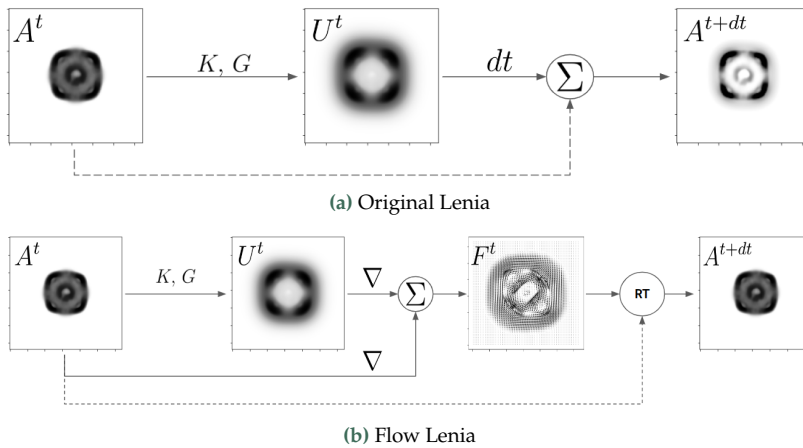 A^t
K, G
U^t
dt
∑
A^{t+dt}
(a) Original Lenia
A^t
K, G
U^t
∇
∑
F^t
RT
A^{t+dt}
∇
(b) Flow Lenia